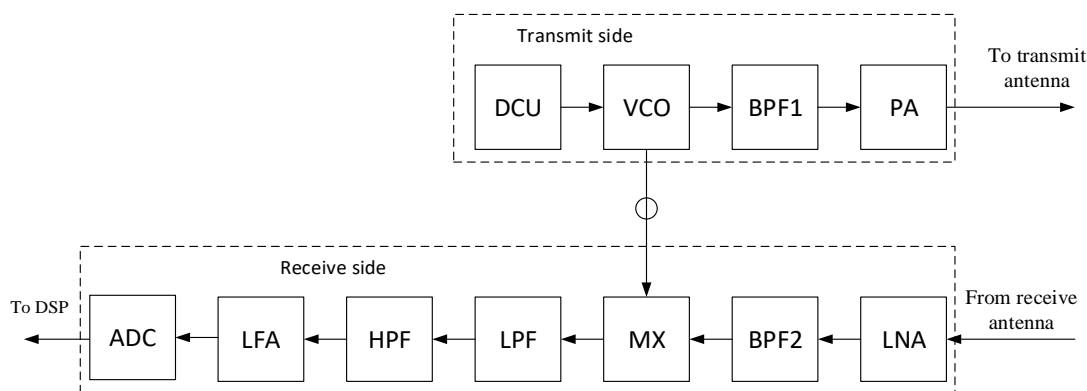 Transmit side
To transmit
antenna
DCU
VCO
BPF1
PA
Receive side
To DSP
From receive
antenna
ADC
LFA
HPF
LPF
MX
BPF2
LNA